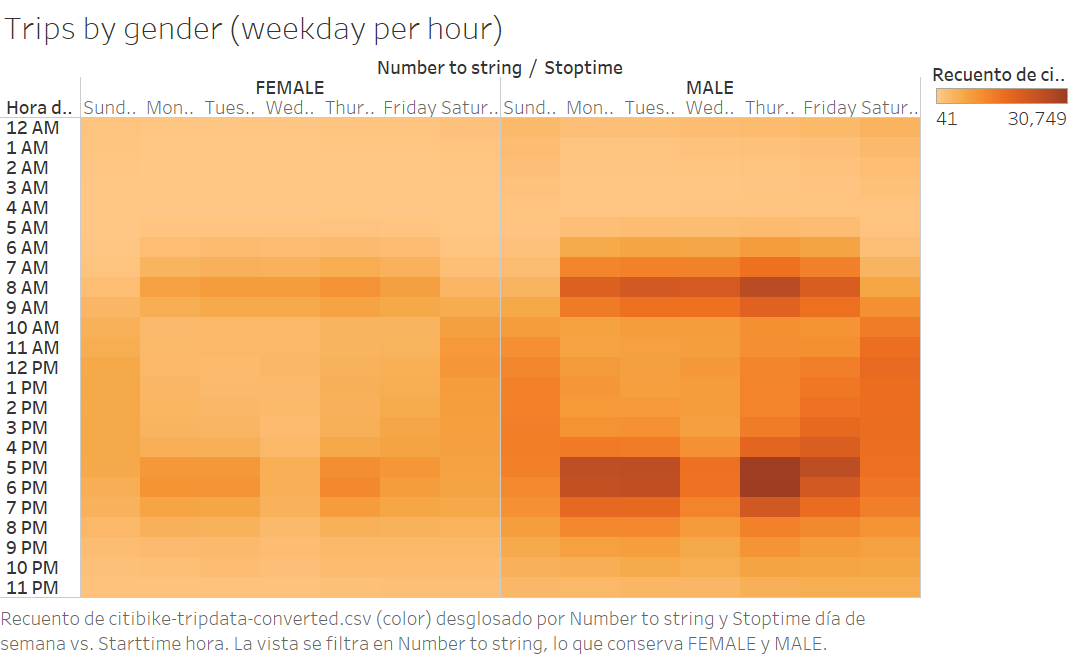 Trips by gender (weekday per hour)
Number to string / Stoptime
FEMALE MALE
Hora d.. Sund.. Mon.. Tues.. Wed.. Thur.. Friday Satur.. Sund.. Mon.. Tues.. Wed.. Thur.. Friday Satur..
12 AM
1 AM
2 AM
3 AM
4 AM
5 AM
6 AM
7 AM
8 AM
9 AM
10 AM
11 AM
12 PM
1 PM
2 PM
3 PM
4 PM
5 PM
6 PM
7 PM
8 PM
9 PM
10 PM
11 PM
Recuento de ci..
41 30,749
Recuento de citibike-tripdata-converted.csv (color) desglosado por Number to string y Stoptime día de
semana vs. Starttime hora. La vista se filtra en Number to string, lo que conserva FEMALE y MALE.